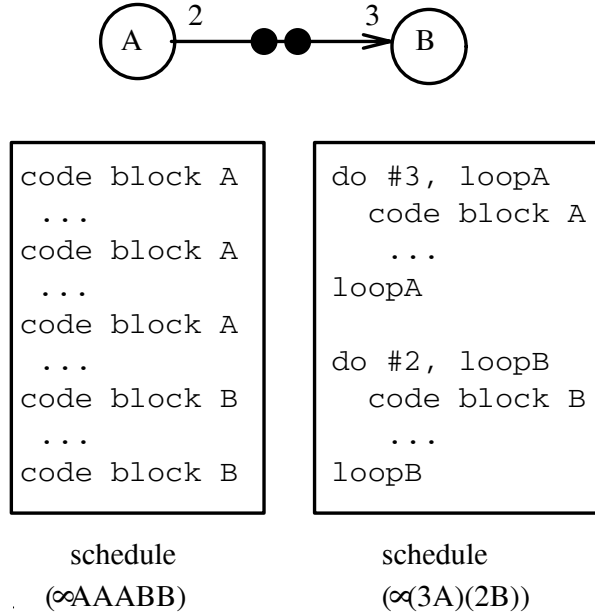 2 3
A B
code block A
...
code block A
...
code block A
...
code block B
...
code block B
do #3, loopA
code block A
...
loopA
do #2, loopB
code block B
...
loopB
schedule
(∞AAABB)
schedule
(∞(3A)(2B))